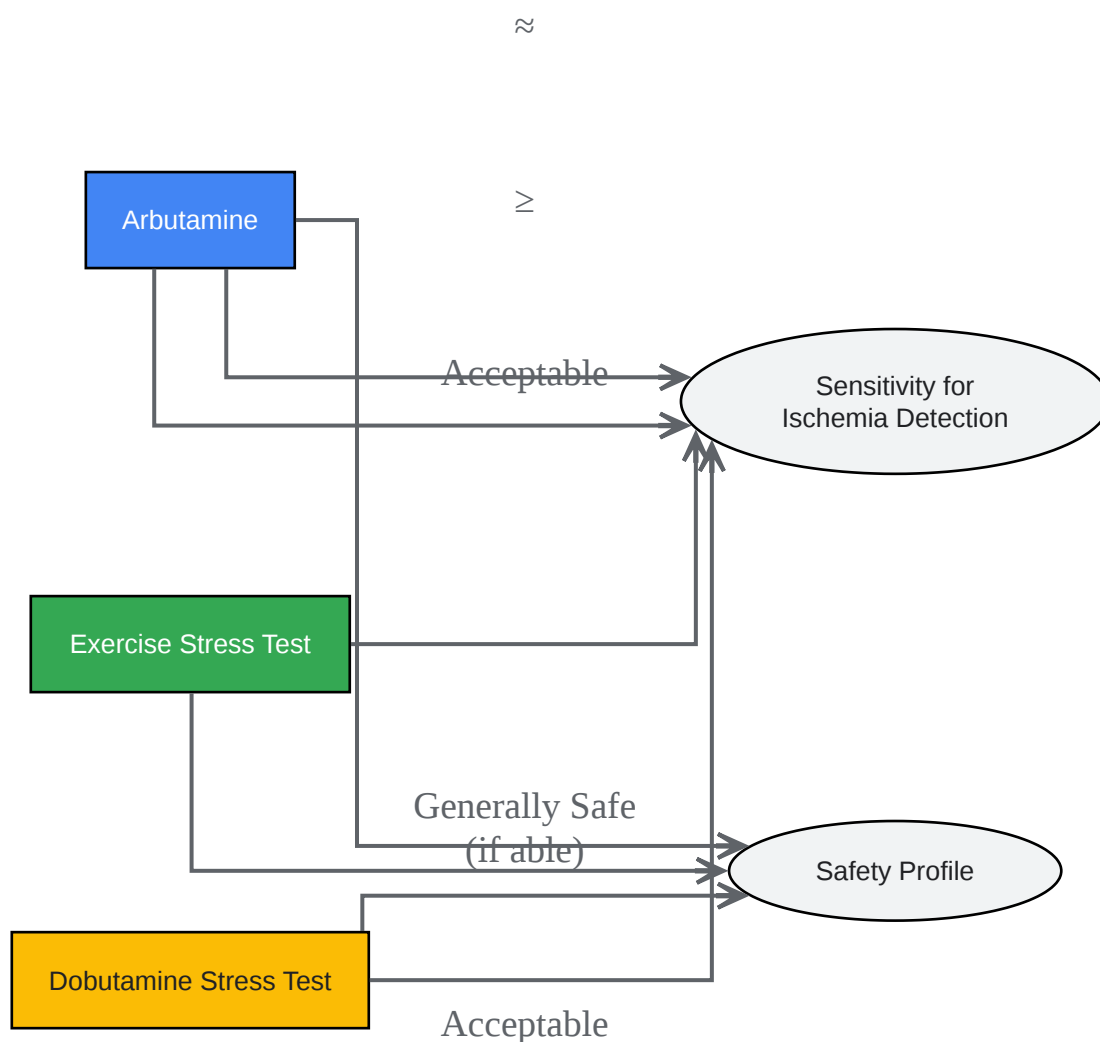 ≈
≥
Arbutamine
Acceptable
Sensitivity for
Ischemia Detection
Exercise Stress Test
Generally Safe
(if able)
Safety Profile
Dobutamine Stress Test
Acceptable